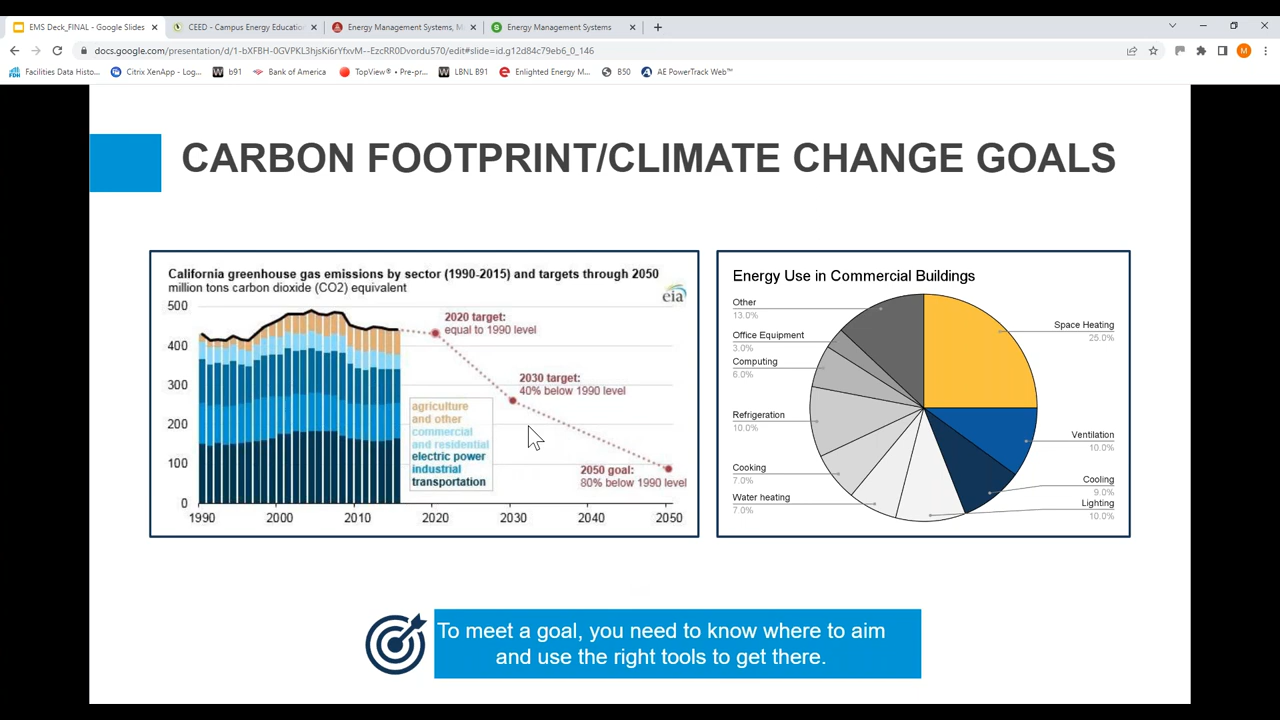 EMS Deck_FINAL - Google Slides
CEED - Campus Energy Educatio
Energy Management Systems, M
Energy Management Systems
docs.google.com/presentation/d/1-bXFBH-0GVPKL3hjsKi6rYfxvM--EzcRR0Dvordu570/edit#slide=id.g12d84c79eb6_0_146
M
Facilities Data Histo...
Citrix XenApp - Log...
b91
Bank of America
TopView® • Pre-pr...
LBNL B91
Enlighted Energy M...
B50
AE PowerTrack Web™
CARBON FOOTPRINT/CLIMATE CHANGE GOALS
California greenhouse gas emissions by sector (1990-2015) and targets through 2050
million tons carbon dioxide (CO2) equivalent
eia
500
400
300
200
100
0
1990
2000
2010
2020
2030
2040
2050
2020 target:
equal to 1990 level
2030 target:
40% below 1990 level
2050 goal:
80% below 1990 level
agriculture
and other
commercial
and residential
electric power
industrial
transportation
Energy Use in Commercial Buildings
Other
13.0%
Office Equipment
3.0%
Computing
6.0%
Refrigeration
10.0%
Cooking
7.0%
Water heating
7.0%
Space Heating
25.0%
Ventilation
10.0%
Cooling
9.0%
Lighting
10.0%
To meet a goal, you need to know where to aim
and use the right tools to get there.